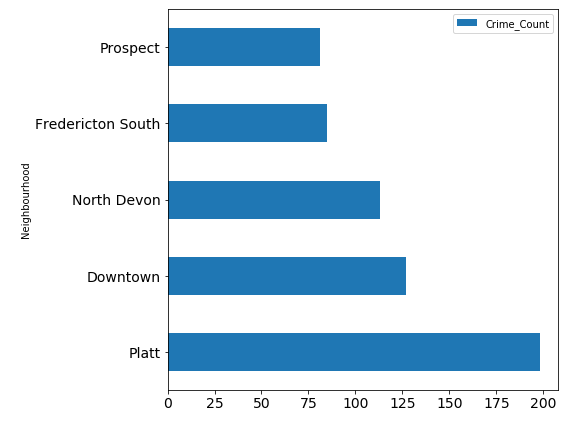 Crime_Count
Prospect
Fredericton South
North Devon
Downtown
Platt
Neighbourhood
0 25 50 75 100 125 150 175 200